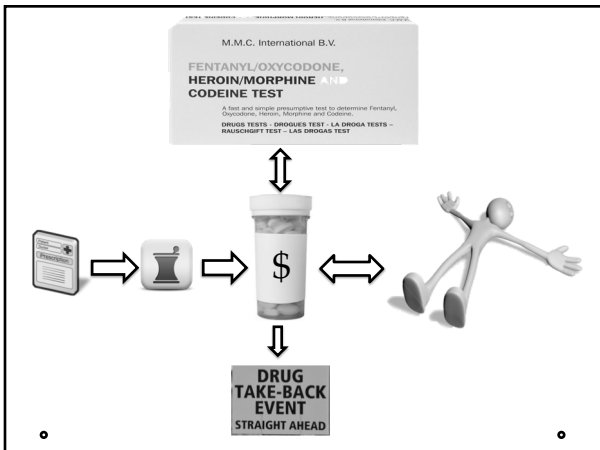 M.M.C. International B.V.
FENTANYL/OXYCODONE,
HEROIN/MORPHINE AND
CODEINE TEST
A fast and simple presumptive test to determine Fentanyl,
Oxycodone, Heroin, Morphine and Codeine.
DRUGS TESTS - DROGUES TEST - LA DROGA TESTS –
RAUSCHGIFT TEST – LAS DROGAS TEST
Prescription
$
DRUG
TAKE-BACK
EVENT
STRAIGHT AHEAD